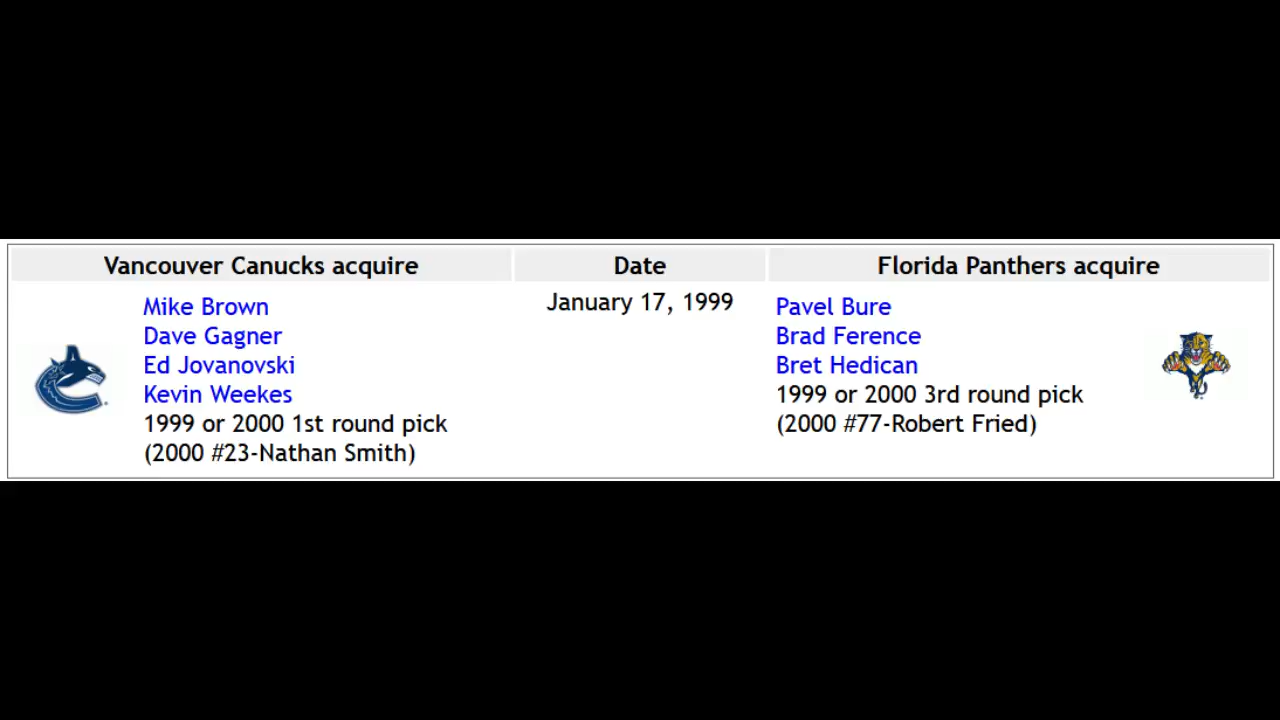 Vancouver Canucks acquire
Date
Florida Panthers acquire
Mike Brown
Dave Gagner
Ed Jovanovski
Kevin Weekes
1999 or 2000 1st round pick
(2000 #23-Nathan Smith)
January 17, 1999
Pavel Bure
Brad Ference
Bret Hedican
1999 or 2000 3rd round pick
(2000 #77-Robert Fried)